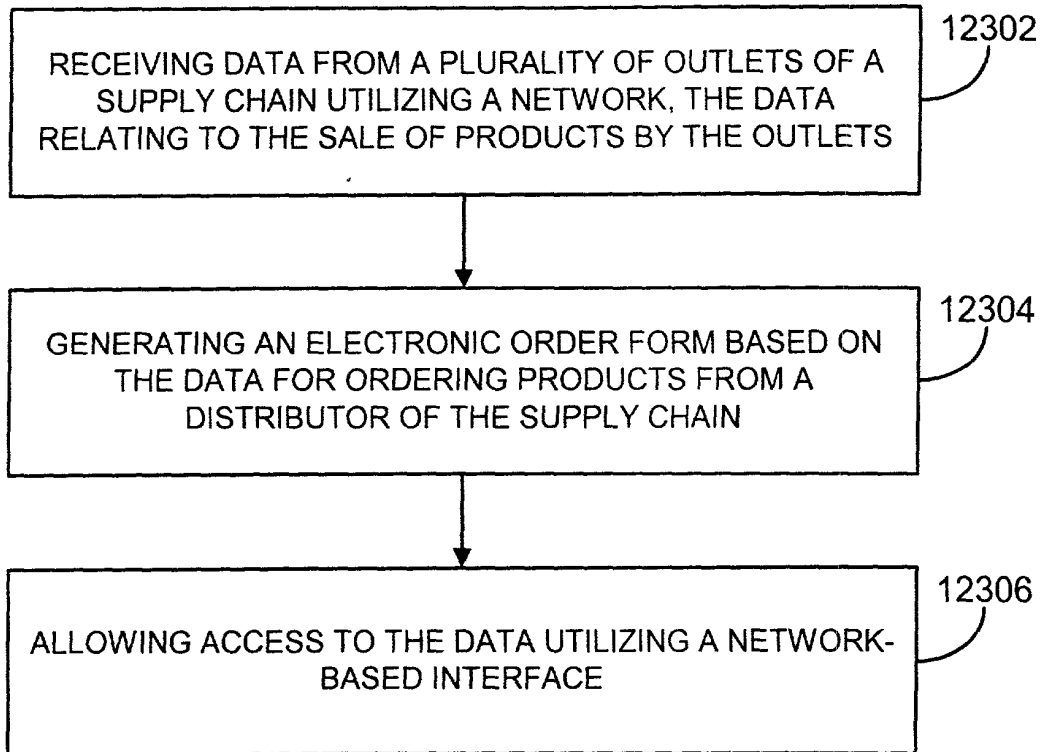 12302
RECEIVING DATA FROM A PLURALITY OF OUTLETS OF A
SUPPLY CHAIN UTILIZING A NETWORK, THE DATA
RELATING TO THE SALE OF PRODUCTS BY THE OUTLETS
12304
GENERATING AN ELECTRONIC ORDER FORM BASED ON
THE DATA FOR ORDERING PRODUCTS FROM A
DISTRIBUTOR OF THE SUPPLY CHAIN
12306
ALLOWING ACCESS TO THE DATA UTILIZING A NETWORK-
BASED INTERFACE